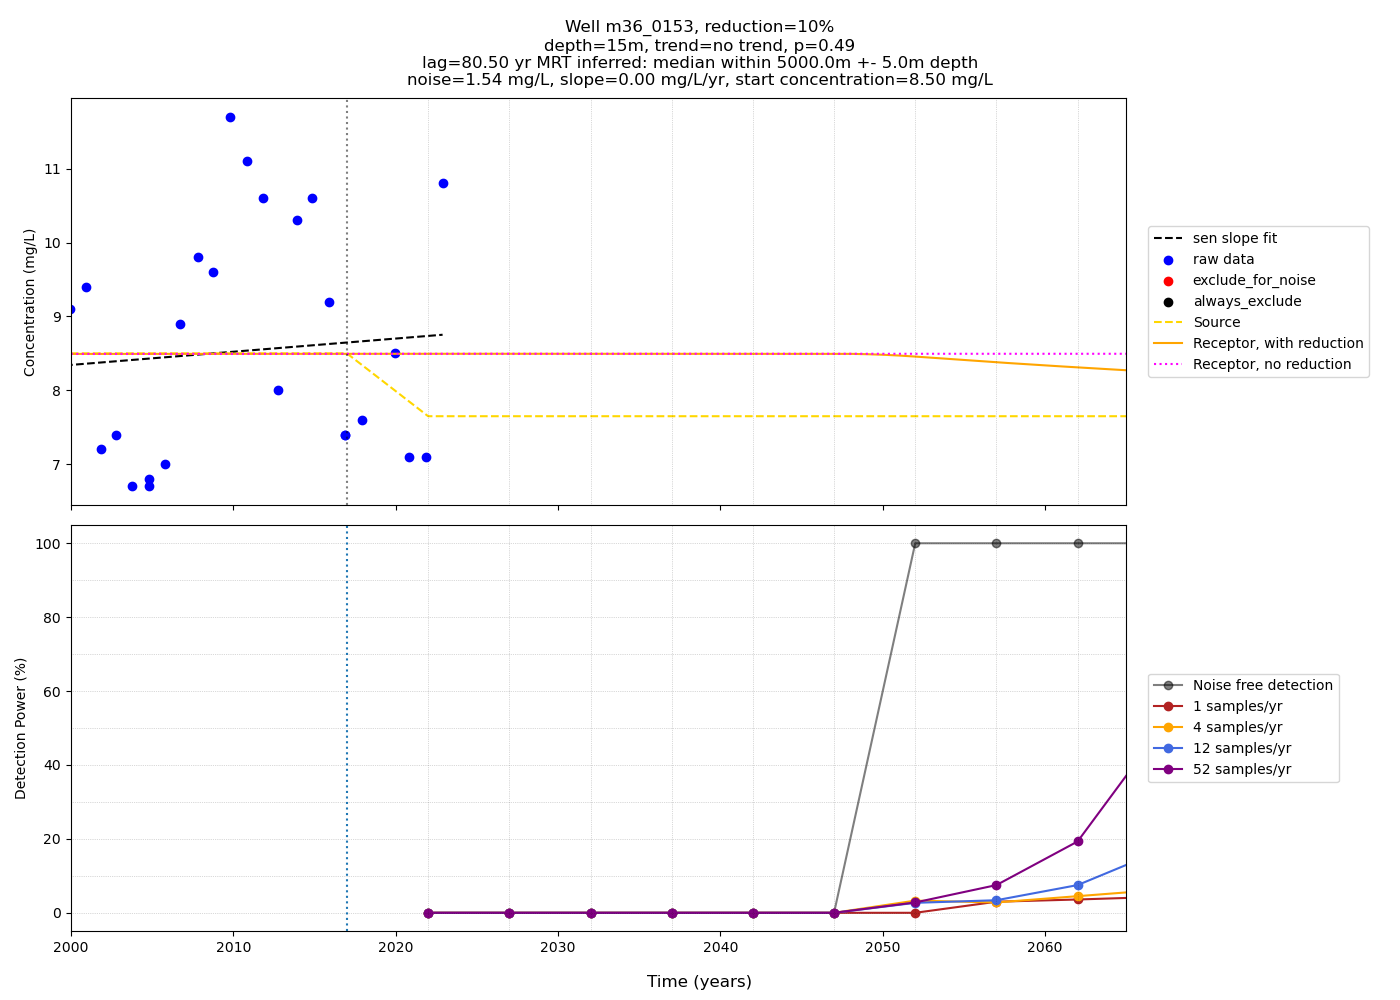 Well m36_0153, reduction=10%
depth=15m, trend=no trend, p=0.49
lag=80.50 yr MRT inferred: median within 5000.0m +- 5.0m depth
noise=1.54 mg/L, slope=0.00 mg/L/yr, start concentration=8.50 mg/L
Concentration (mg/L)
11
10
9
8
7
sen slope fit
raw data
exclude_for_noise
always_exclude
Source
Receptor, with reduction
Receptor, no reduction
Detection Power (%)
100
80
60
40
20
0
Noise free detection
1 samples/yr
4 samples/yr
12 samples/yr
52 samples/yr
2000 2010 2020 2030 2040 2050 2060
Time (years)